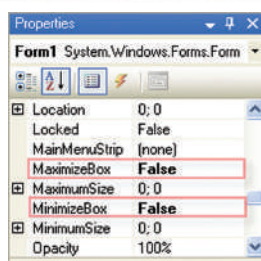 Properties
Form1 System.Windows.Forms.Form
Location 0; 0
Locked False
MainMenuStrip (none)
MaximizeBox False
MaximumSize 0; 0
MinimizeBox False
MinimumSize 0; 0
Opacity 100%